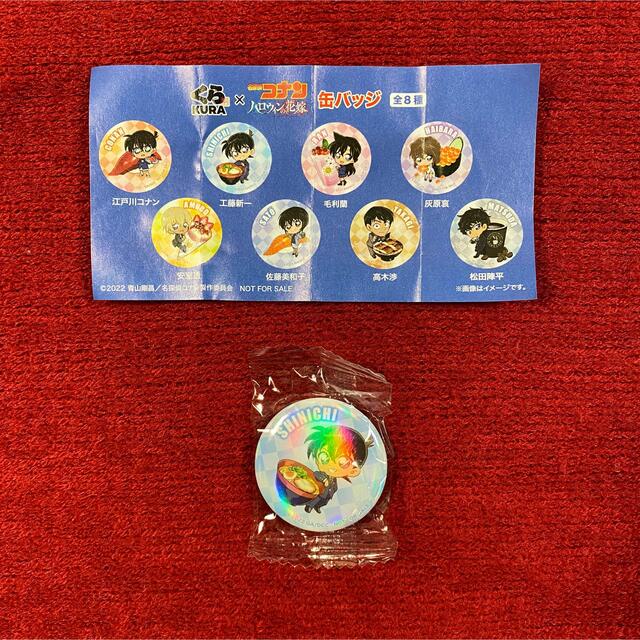 くら
KURA
×
名探偵コナン
ハロウィンの花嫁
缶バッジ
全8種
CONAN
SHINICHI
RAN
HAIBARA
江戸川コナン
工藤新一
毛利蘭
灰原哀
AMURO
SATO
TAKAGI
MATSUDA
安室透
佐藤美和子
高木渉
松田陣平
©2022 青山剛昌／名探偵コナン製作委員会 NOT FOR SALE
※画像はイメージです。
SHINICHI